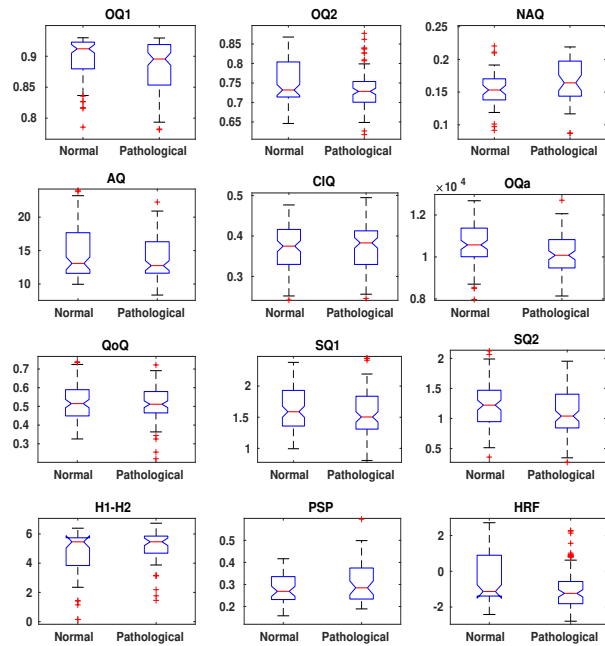 OQ1
0.9
0.85
0.8
Normal Pathological
OQ2
0.85
0.8
0.75
0.7
0.65
Normal Pathological
NAQ
0.2
0.15
0.1
Normal Pathological
AQ
20
15
10
Normal Pathological
CIQ
0.5
0.4
0.3
Normal Pathological
× 10 4
OQa
1.2
1
0.8
Normal Pathological
QoQ
0.7
0.6
0.5
0.4
0.3
Normal Pathological
SQ1
2
1.5
1
Normal Pathological
SQ2
2
1.5
1
0.5
Normal Pathological
H1-H2
6
4
2
0
Normal Pathological
PSP
0.5
0.4
0.3
0.2
Normal Pathological
HRF
2
0
-2
Normal Pathological